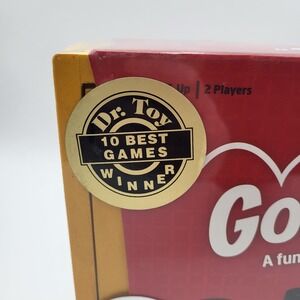 Up | 2 Players
Dr. Toy
10 BEST
GAMES
WINNER
Go
A fun